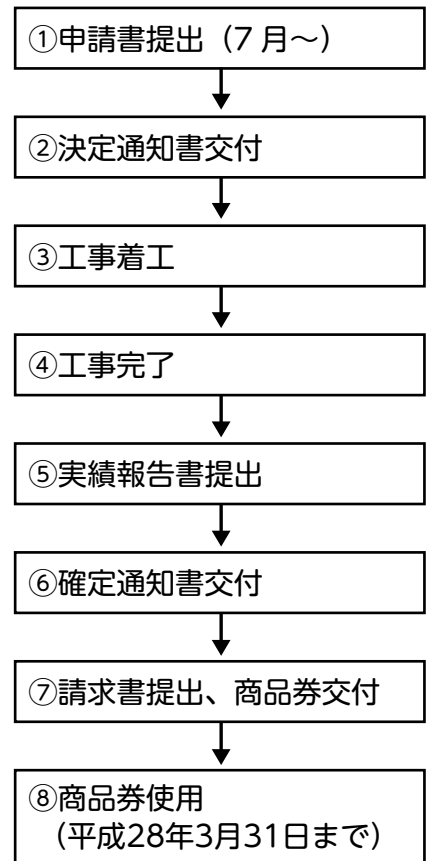 ①申請書提出（7月～）
②決定通知書交付
③工事着工
④工事完了
⑤実績報告書提出
⑥確定通知書交付
⑦請求書提出、商品券交付
⑧商品券使用
（平成28年3月31日まで）